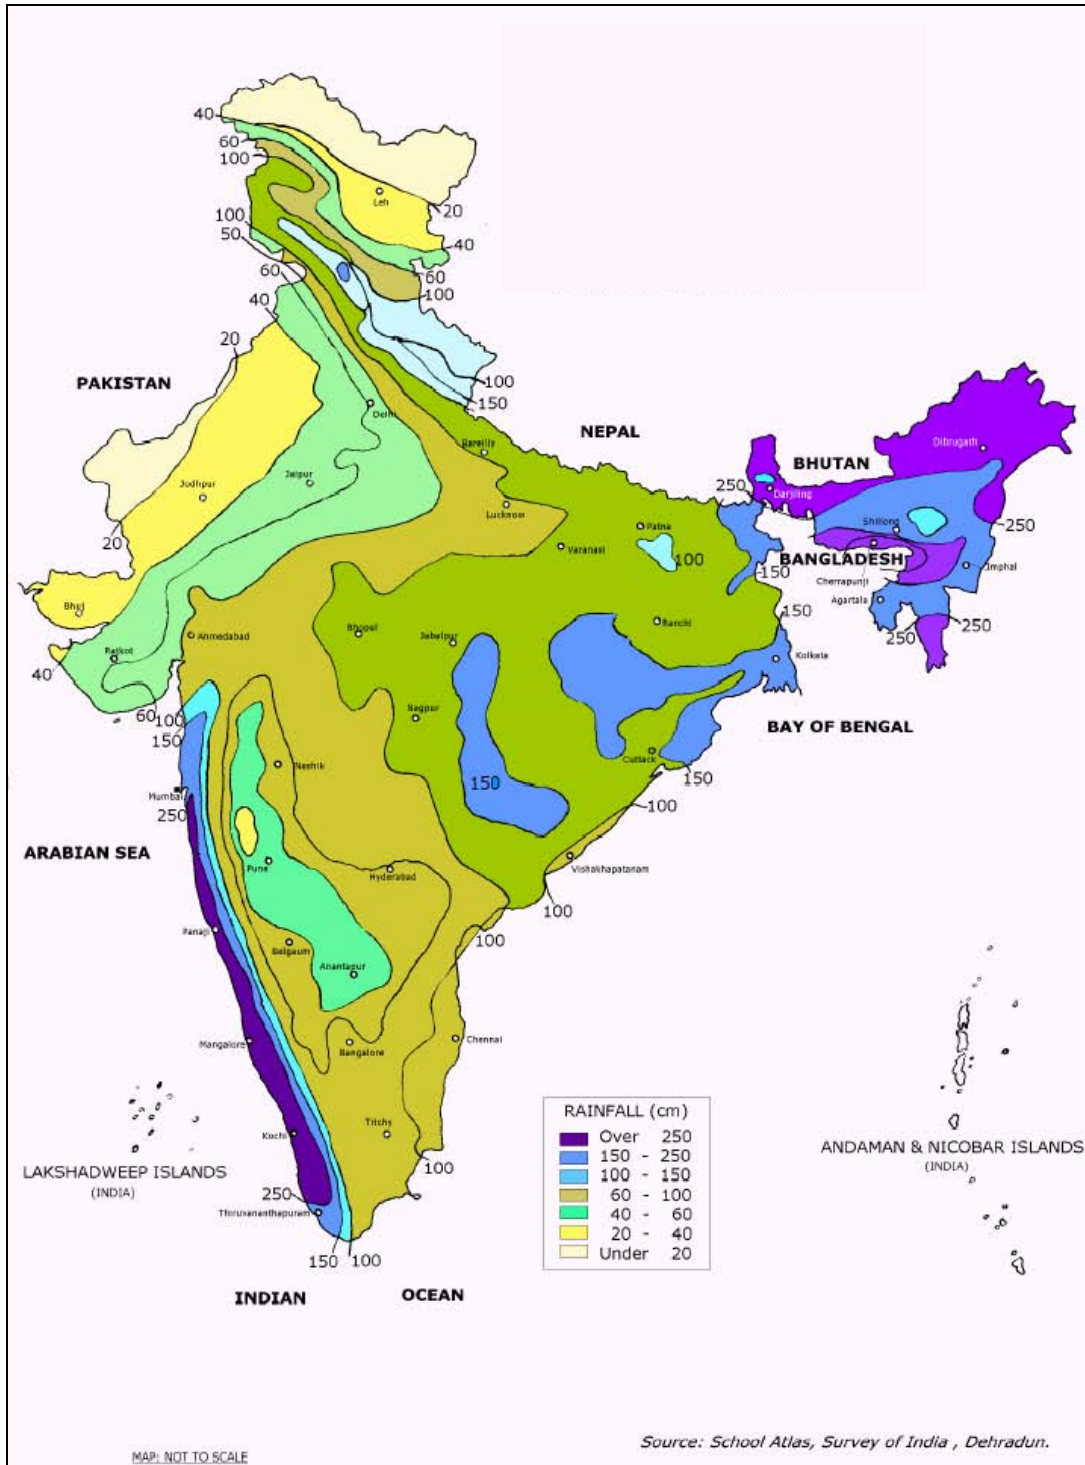 40
60
100
Leh
20
40
60
100
100
50
60
40
20
PAKISTAN
100
150
Delhi
NEPAL
Bareilly
Dibrugarh
BHUTAN
250
Darjiling
Jaipur
Jodhpur
Lucknow
Patna
Shillong
250
20
Varanasi
100
BANGLADESH
150
Cherrapunji
Imphal
Agartala
Bhuj
150
250
250
Bhopal
Ranchi
Ahmedabad
Jabalpur
Rajkot
Kolkata
40
60
100
150
Nagpur
BAY OF BENGAL
Nashik
Cuttack
150
150
Mumbai
250
100
ARABIAN SEA
Pune
Hyderabad
Vishakhapatanam
100
Panaji
Belgaum
100
Anantapur
Mangalore
Bangalore
Chennai
Kochi
Tritchy
100
LAKSHADWEEP ISLANDS
(INDIA)
250
Thiruvananthapuram
150
100
RAINFALL (cm)
Over 250
150 - 250
100 - 150
60 - 100
40 - 60
20 - 40
Under 20
ANDAMAN & NICOBAR ISLANDS
(INDIA)
INDIAN OCEAN
Source: School Atlas, Survey of India , Dehradun.
MAP: NOT TO SCALE